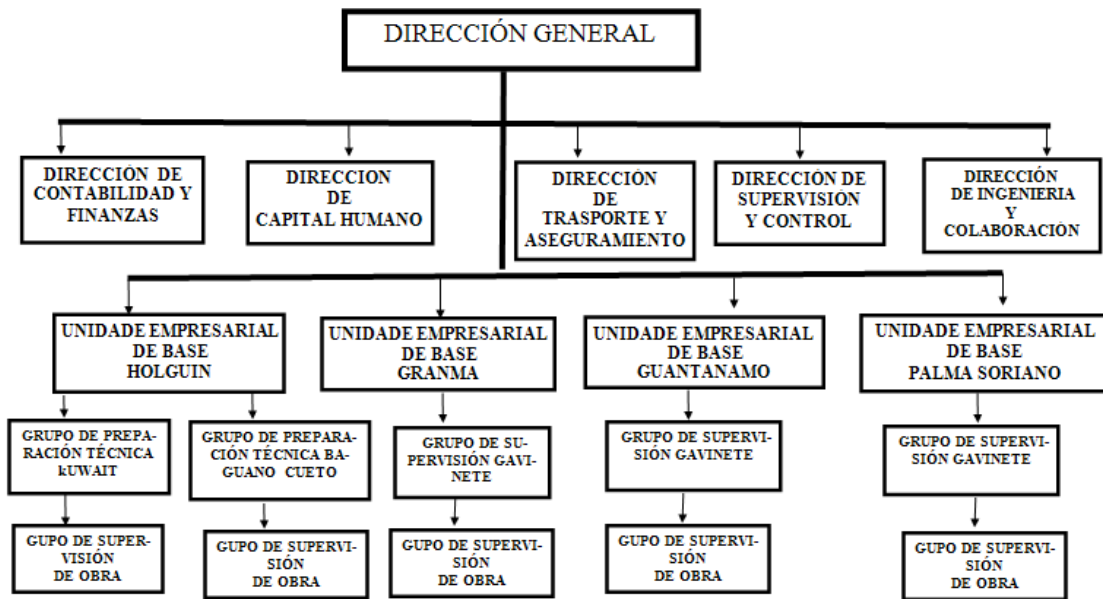 DIRECCIÓN GENERAL
DIRECCIÓN DE
CONTABILIDAD Y
FINANZAS
DIRECCION
DE
CAPITAL HUMANO
DIRECCIÓN
DE
TRASPORTE Y
ASEGURAMIENTO
DIRECCIÓN DE
SUPERVISIÓN
Y CONTROL
DIRECCIÓN
DE INGENIERIA
Y
COLABORACIÓN
UNIDADE EMPRESARIAL
DE BASE
HOLGUIN
UNIDADE EMPRESARIAL
DE BASE
GRANMA
UNIDADE EMPRESARIAL
DE BASE
GUANTANAMO
UNIDADE EMPRESARIAL
DE BASE
PALMA SORIANO
GRUPO DE PREPA-
RACIÓN TÉCNICA
kUWAIT
GRUPO DE PREPARA-
CIÓN TÉCNICA BA-
GUANO CUETO
GRUPO DE SU-
PERVISIÓN GAVI-
NETE
GRUPO DE SUPERVI-
SIÓN GAVINETE
GRUPO DE SUPERVI-
SIÓN GAVINETE
GUPO DE SUPER-
VISIÓN
DE OBRA
GUPO DE SUPERVI-
SIÓN
DE OBRA
GUPO DE SUPERVI-
SIÓN
DE OBRA
GUPO DE SUPERVI-
SIÓN
DE OBRA
GUPO DE SUPERVI-
SIÓN
DE OBRA